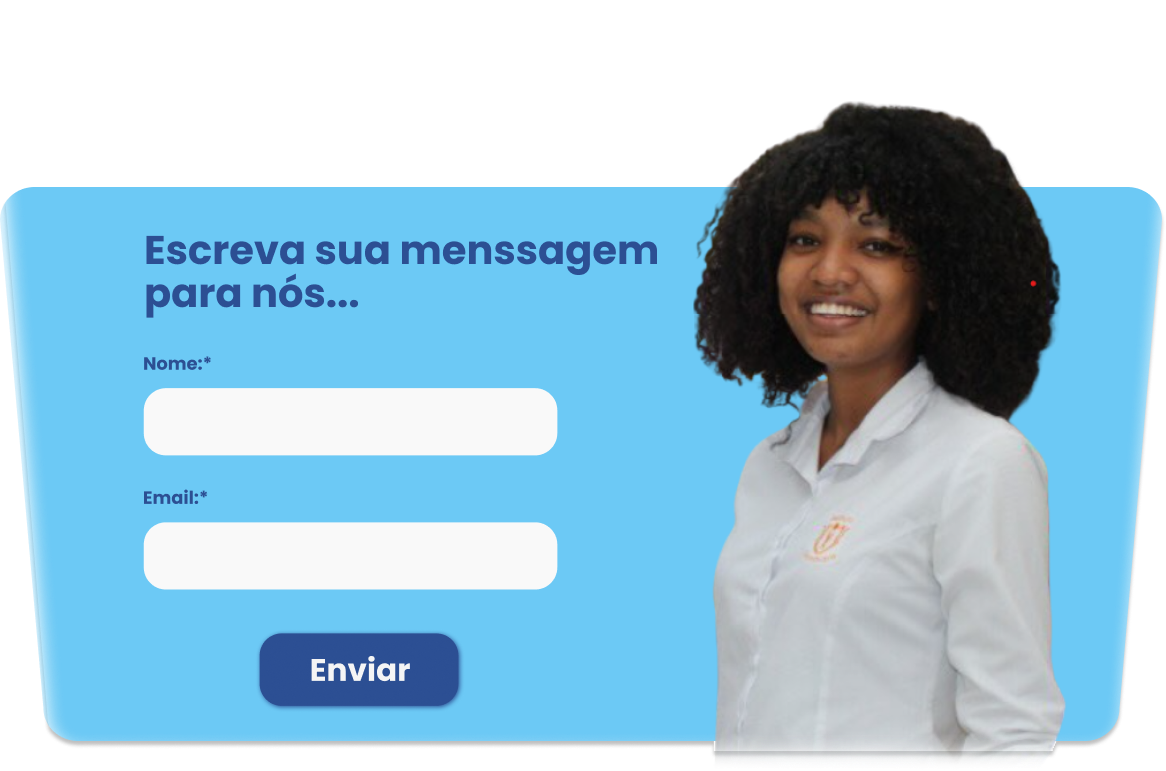 Escreva sua menssagem
para nós...
Nome:*
Email:*
Enviar